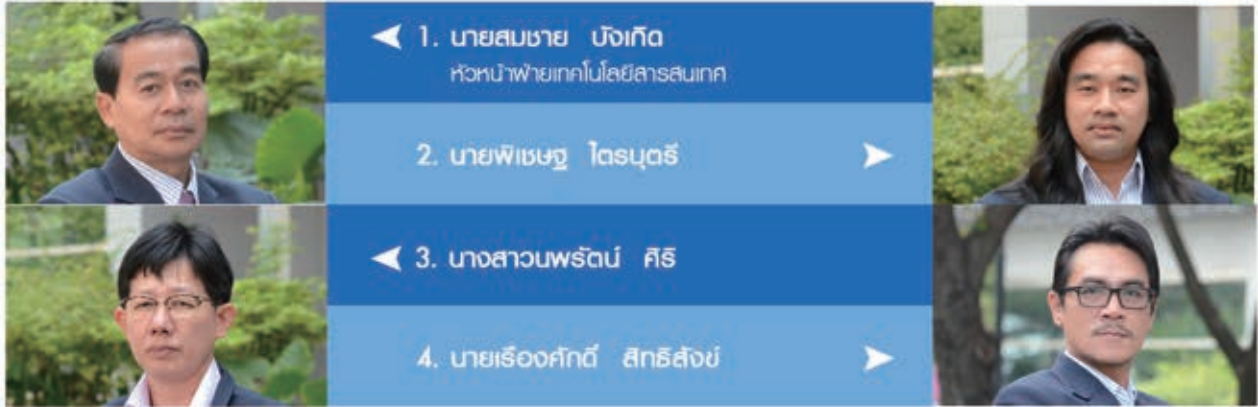 1. นายสมชาย บังเกิด
หัวหน้าฝ่ายเทคโนโลยีสารสนเทศ
2. นายพิเชษฐ ไตรบุตรี
3. นางสาวนพรัตน์ ศิริ
4. นายเรืองศักดิ์ สิทธิสังข์